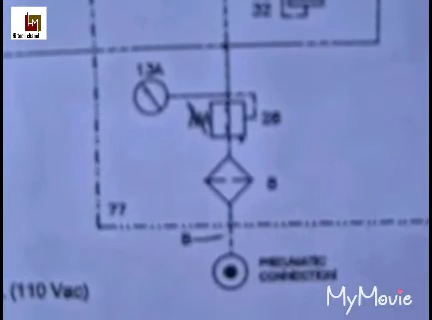 32
13A
28
8
77
PNEUMATIC
CONNECTION
(110 Vac)
MyMovie